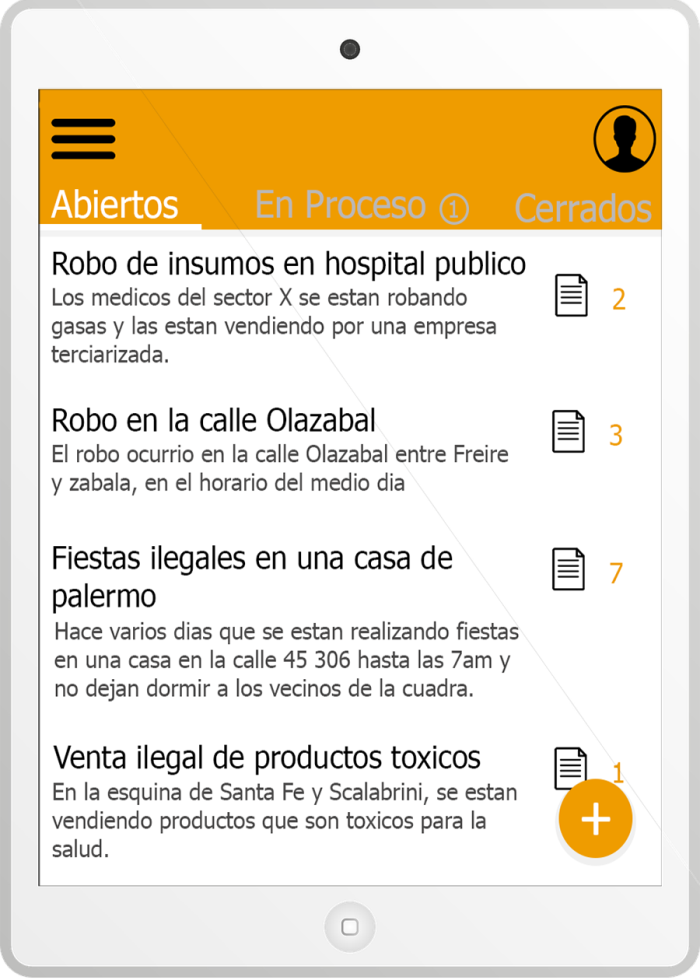 Abiertos En Proceso 1 Cerrados
Robo de insumos en hospital publico
Los medicos del sector X se estan robando
gasas y las estan vendiendo por una empresa
terciarizada.
2
Robo en la calle Olazabal
El robo ocurrio en la calle Olazabal entre Freire
y zabala, en el horario del medio dia
3
Fiestas ilegales en una casa de
palermo
Hace varios dias que se estan realizando fiestas
en una casa en la calle 45 306 hasta las 7am y
no dejan dormir a los vecinos de la cuadra.
7
Venta ilegal de productos toxicos
En la esquina de Santa Fe y Scalabrini, se estan
vendiendo productos que son toxicos para la
salud.
1
+